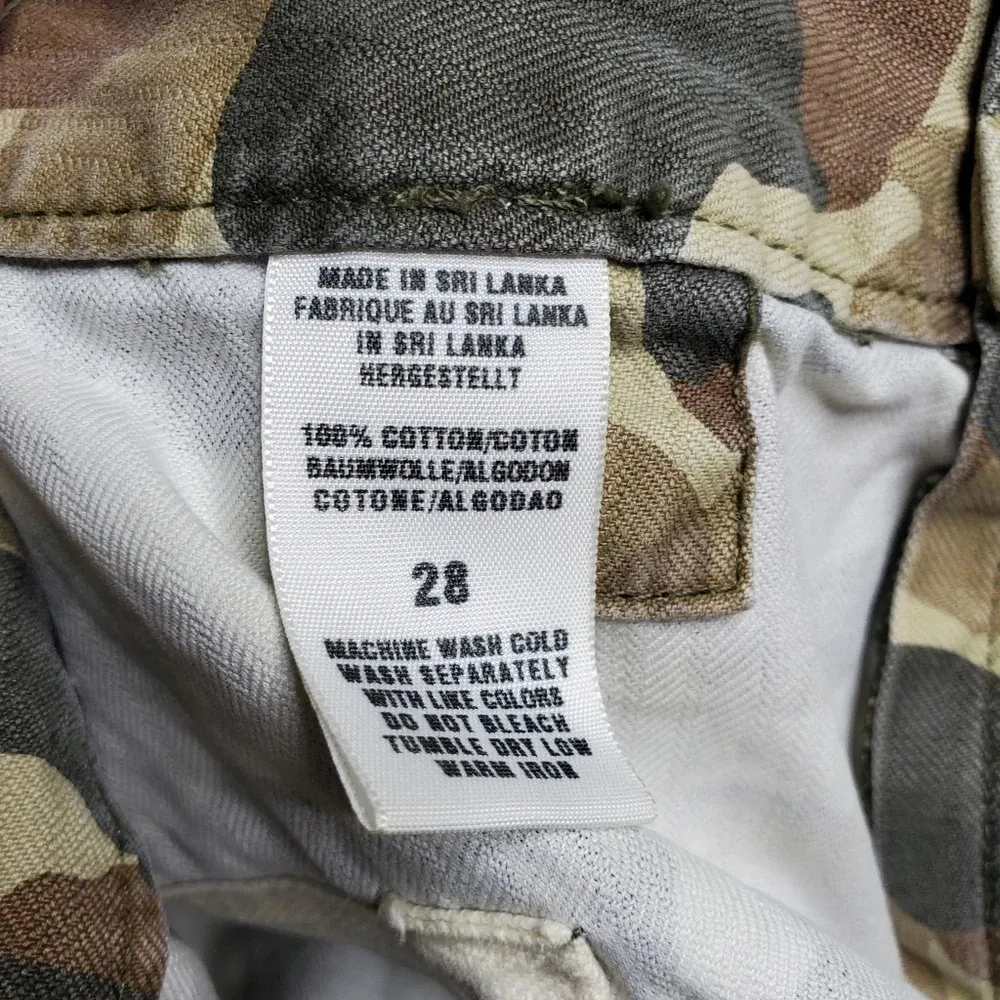 MADE IN SRI LANKA
FABRIQUE AU SRI LANKA
IN SRI LANKA
HERGESTELLT
100% COTTON/COTON
BAUMWOLLE/ALGODON
COTONE/ALGODAO
28
MACHINE WASH COLD
WASH SEPARATELY
WITH LIKE COLORS
DO NOT BLEACH
TUMBLE DRY LOW
WARM IRON